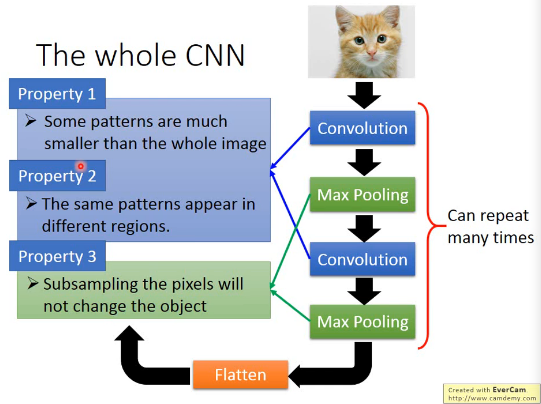 The whole CNN
Property 1
➢ Some patterns are much
smaller than the whole image
Property 2
➢ The same patterns appear in
different regions.
Property 3
➢ Subsampling the pixels will
not change the object
Convolution
Max Pooling
Convolution
Max Pooling
Can repeat
many times
Flatten
Created with EverCam
http://www.camdemy.com